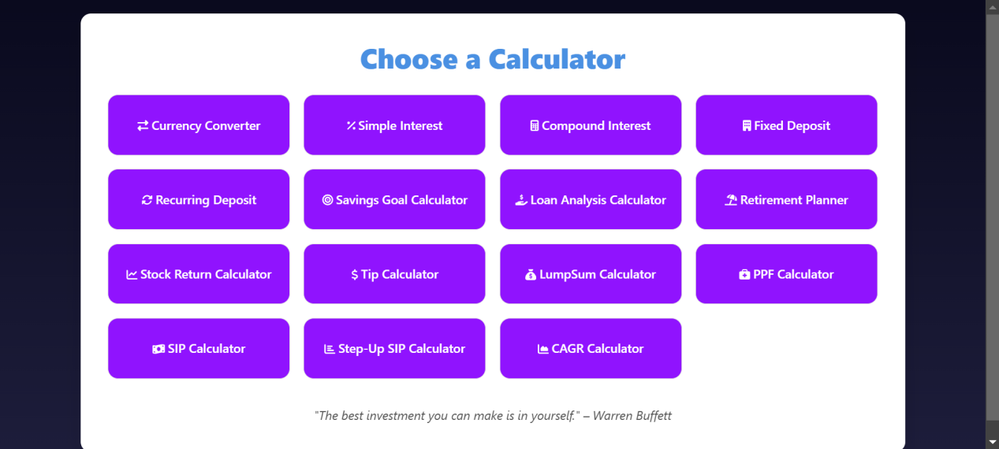 Choose a Calculator
Currency Converter
Simple Interest
Compound Interest
Fixed Deposit
Recurring Deposit
Savings Goal Calculator
Loan Analysis Calculator
Retirement Planner
Stock Return Calculator
Tip Calculator
LumpSum Calculator
PPF Calculator
SIP Calculator
Step-Up SIP Calculator
CAGR Calculator
"The best investment you can make is in yourself." – Warren Buffett